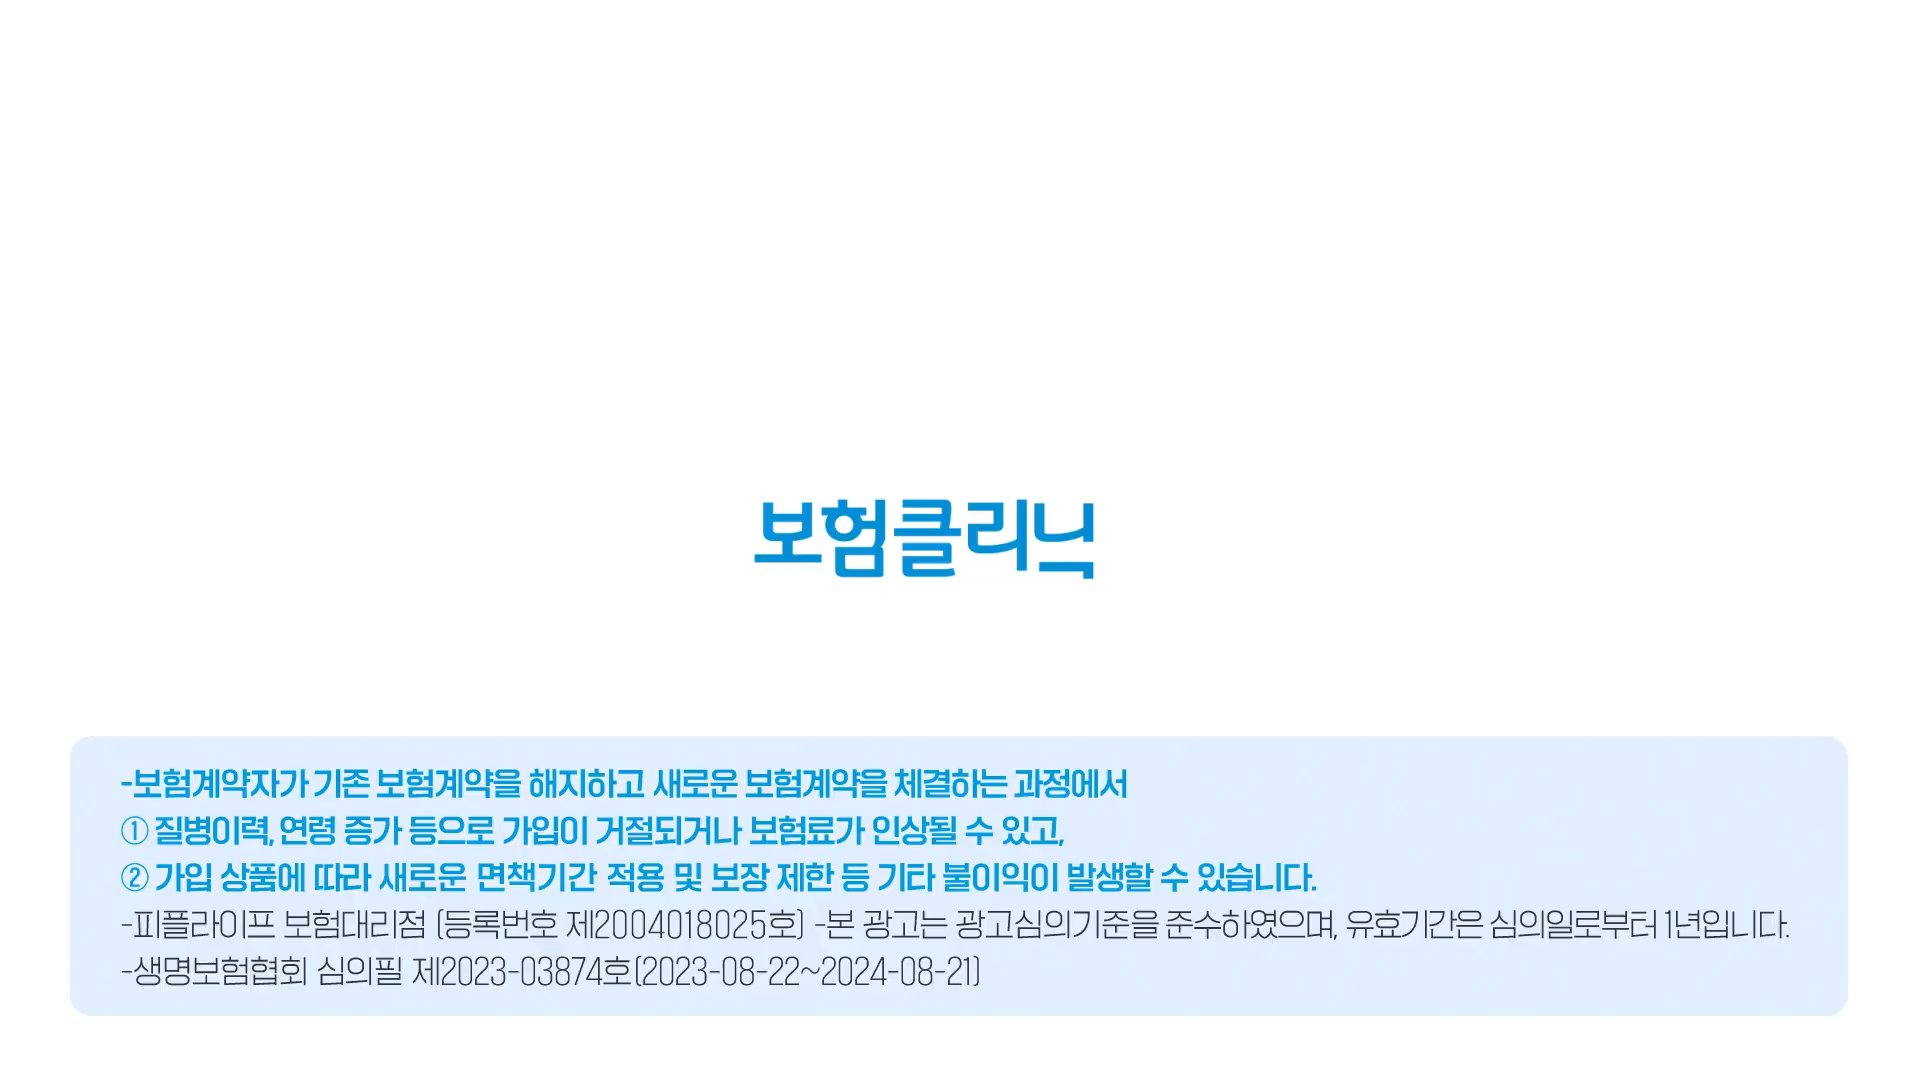 보험클리닉
-보험계약자가 기존 보험계약을 해지하고 새로운 보험계약을 체결하는 과정에서
① 질병이력, 연령 증가 등으로 가입이 거절되거나 보험료가 인상될 수 있고,
② 가입 상품에 따라 새로운 면책기간 적용 및 보장 제한 등 기타 불이익이 발생할 수 있습니다.
-피플라이프 보험대리점 (등록번호 제2004018025호) -본 광고는 광고심의기준을 준수하였으며, 유효기간은 심의일로부터 1년입니다.
-생명보험협회 심의필 제2023-03874호(2023-08-22~2024-08-21)